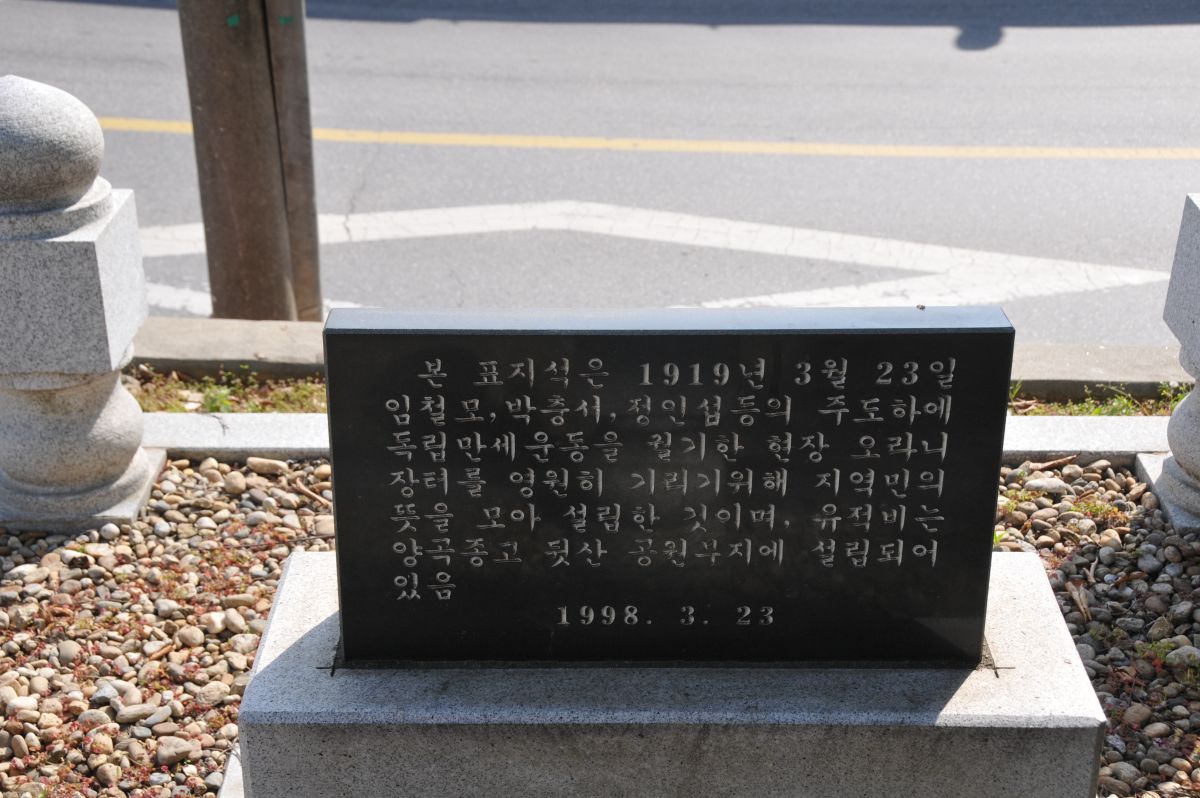 본 표지석은 1919년 3월 23일
임철모,박충서,정인섭등의 주도하에
독립만세운동을 궐기한 현장 오라니
장터를 영원히 기리기위해 지역민의
뜻을 모아 설립한 것이며, 유적비는
양곡종고 뒷산 공원부지에 설립되어
있음
1998. 3. 23